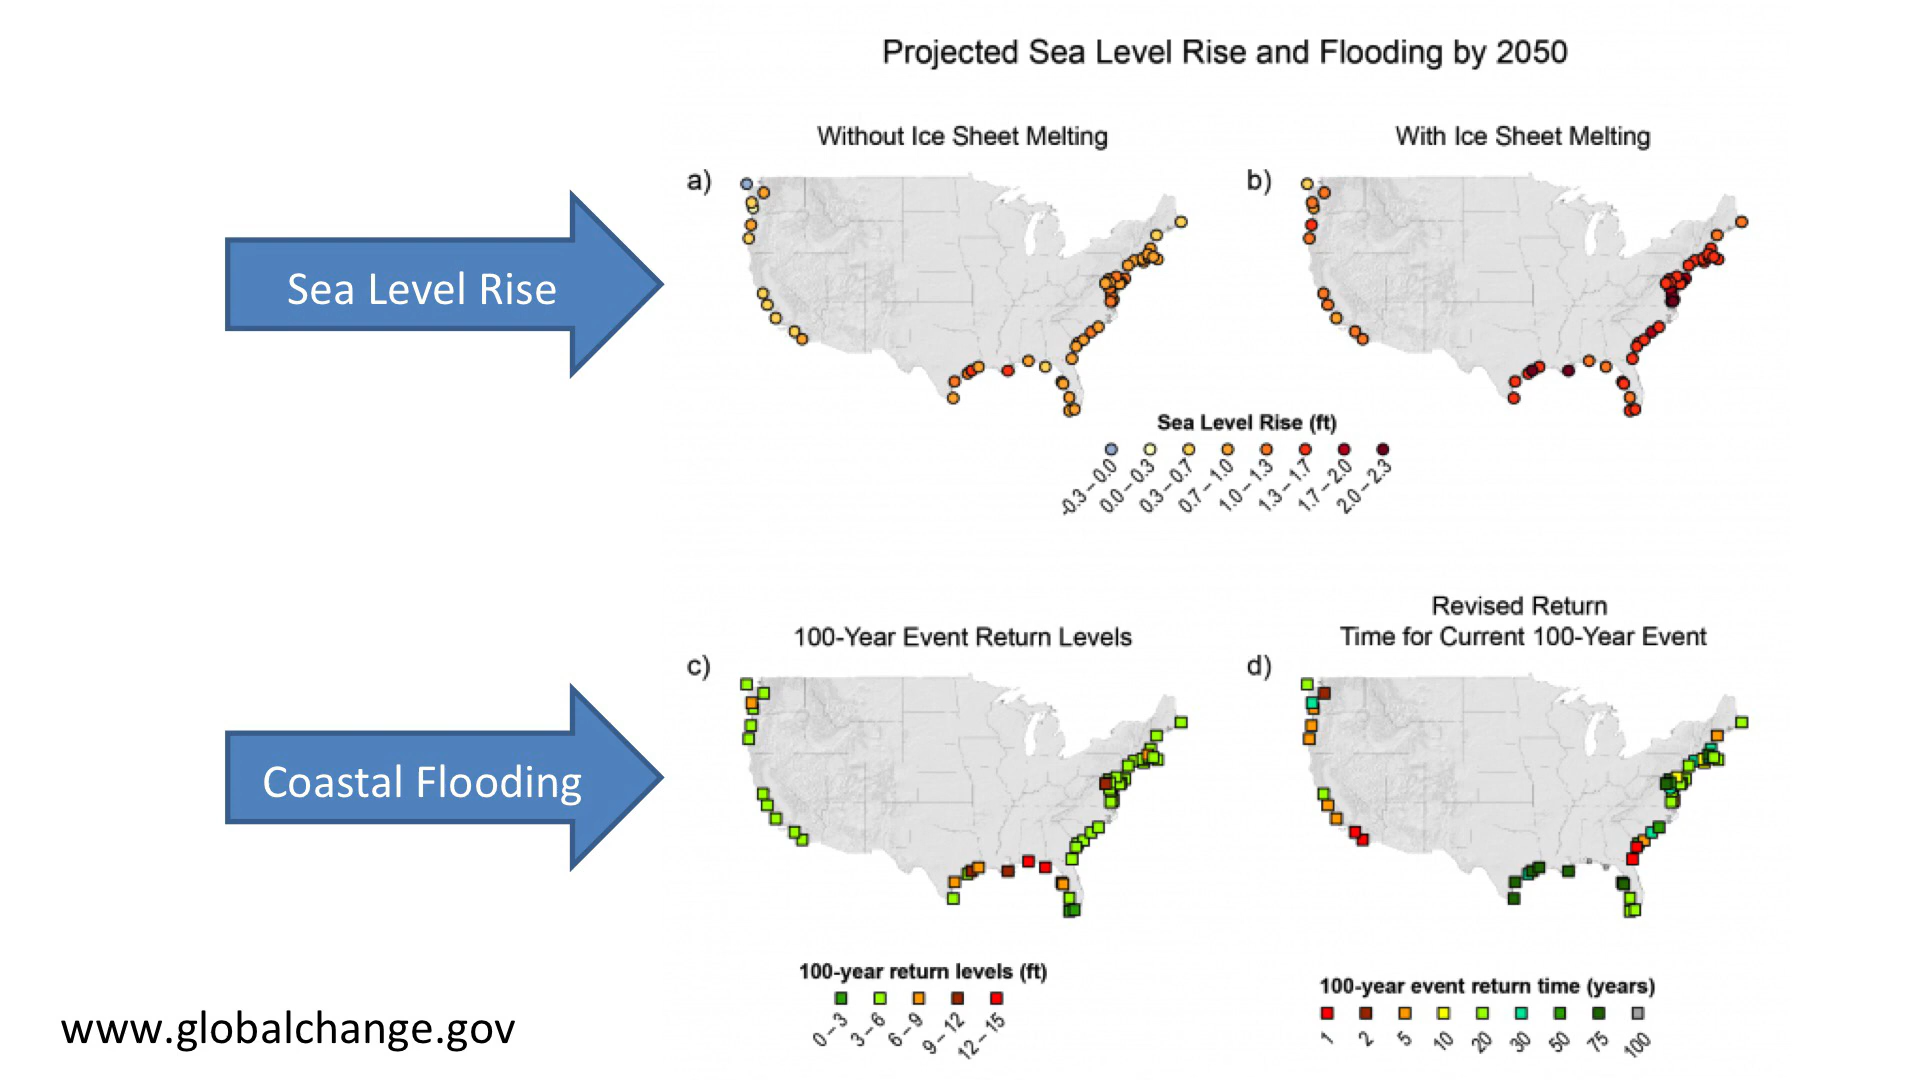 Projected Sea Level Rise and Flooding by 2050
Without Ice Sheet Melting
With Ice Sheet Melting
a)
b)
Sea Level Rise
Sea Level Rise (ft)
-0.3 – 0.0
0.0 – 0.3
0.3 – 0.7
0.7 – 1.0
1.0 – 1.3
1.3 – 1.7
1.7 – 2.0
2.0 – 2.3
100-Year Event Return Levels
Revised Return
Time for Current 100-Year Event
c)
d)
Coastal Flooding
100-year return levels (ft)
0 – 3
3 – 6
6 – 9
9 – 12
12 – 15
100-year event return time (years)
1
2
5
10
20
30
50
75
100
www.globalchange.gov